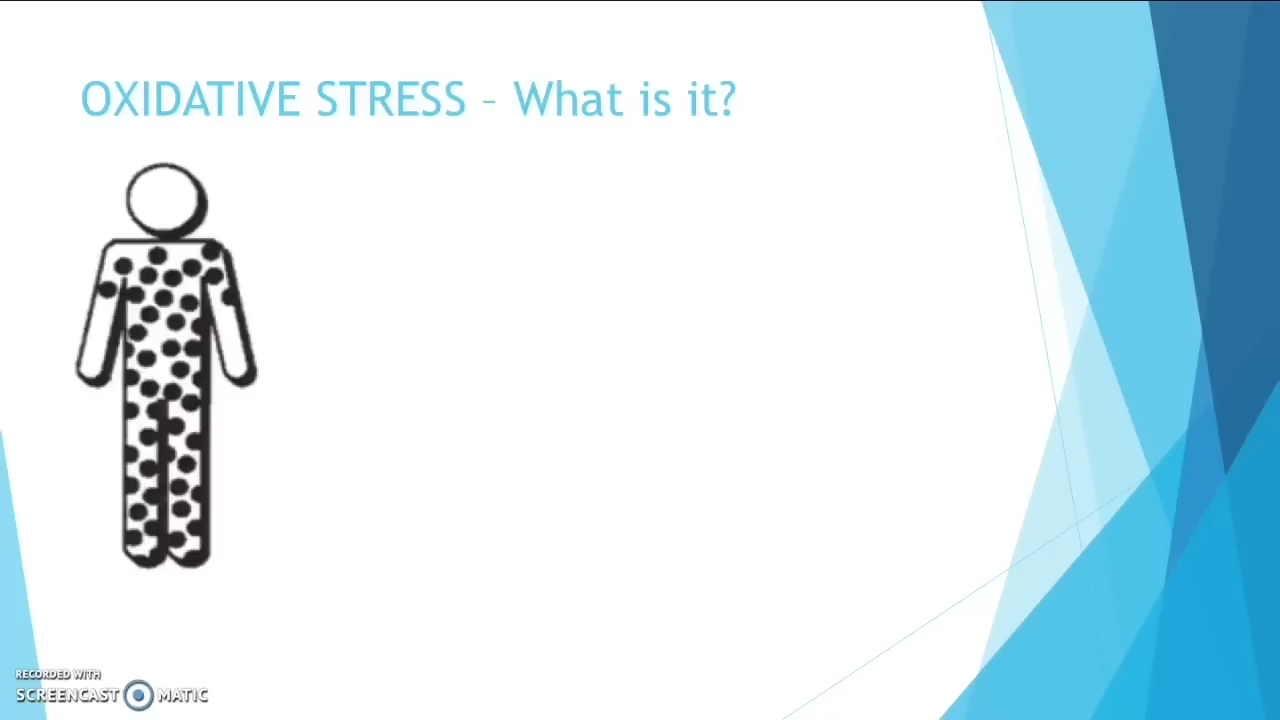 OXIDATIVE STRESS – What is it?
RECORDED WITH
SCREENCAST MATIC